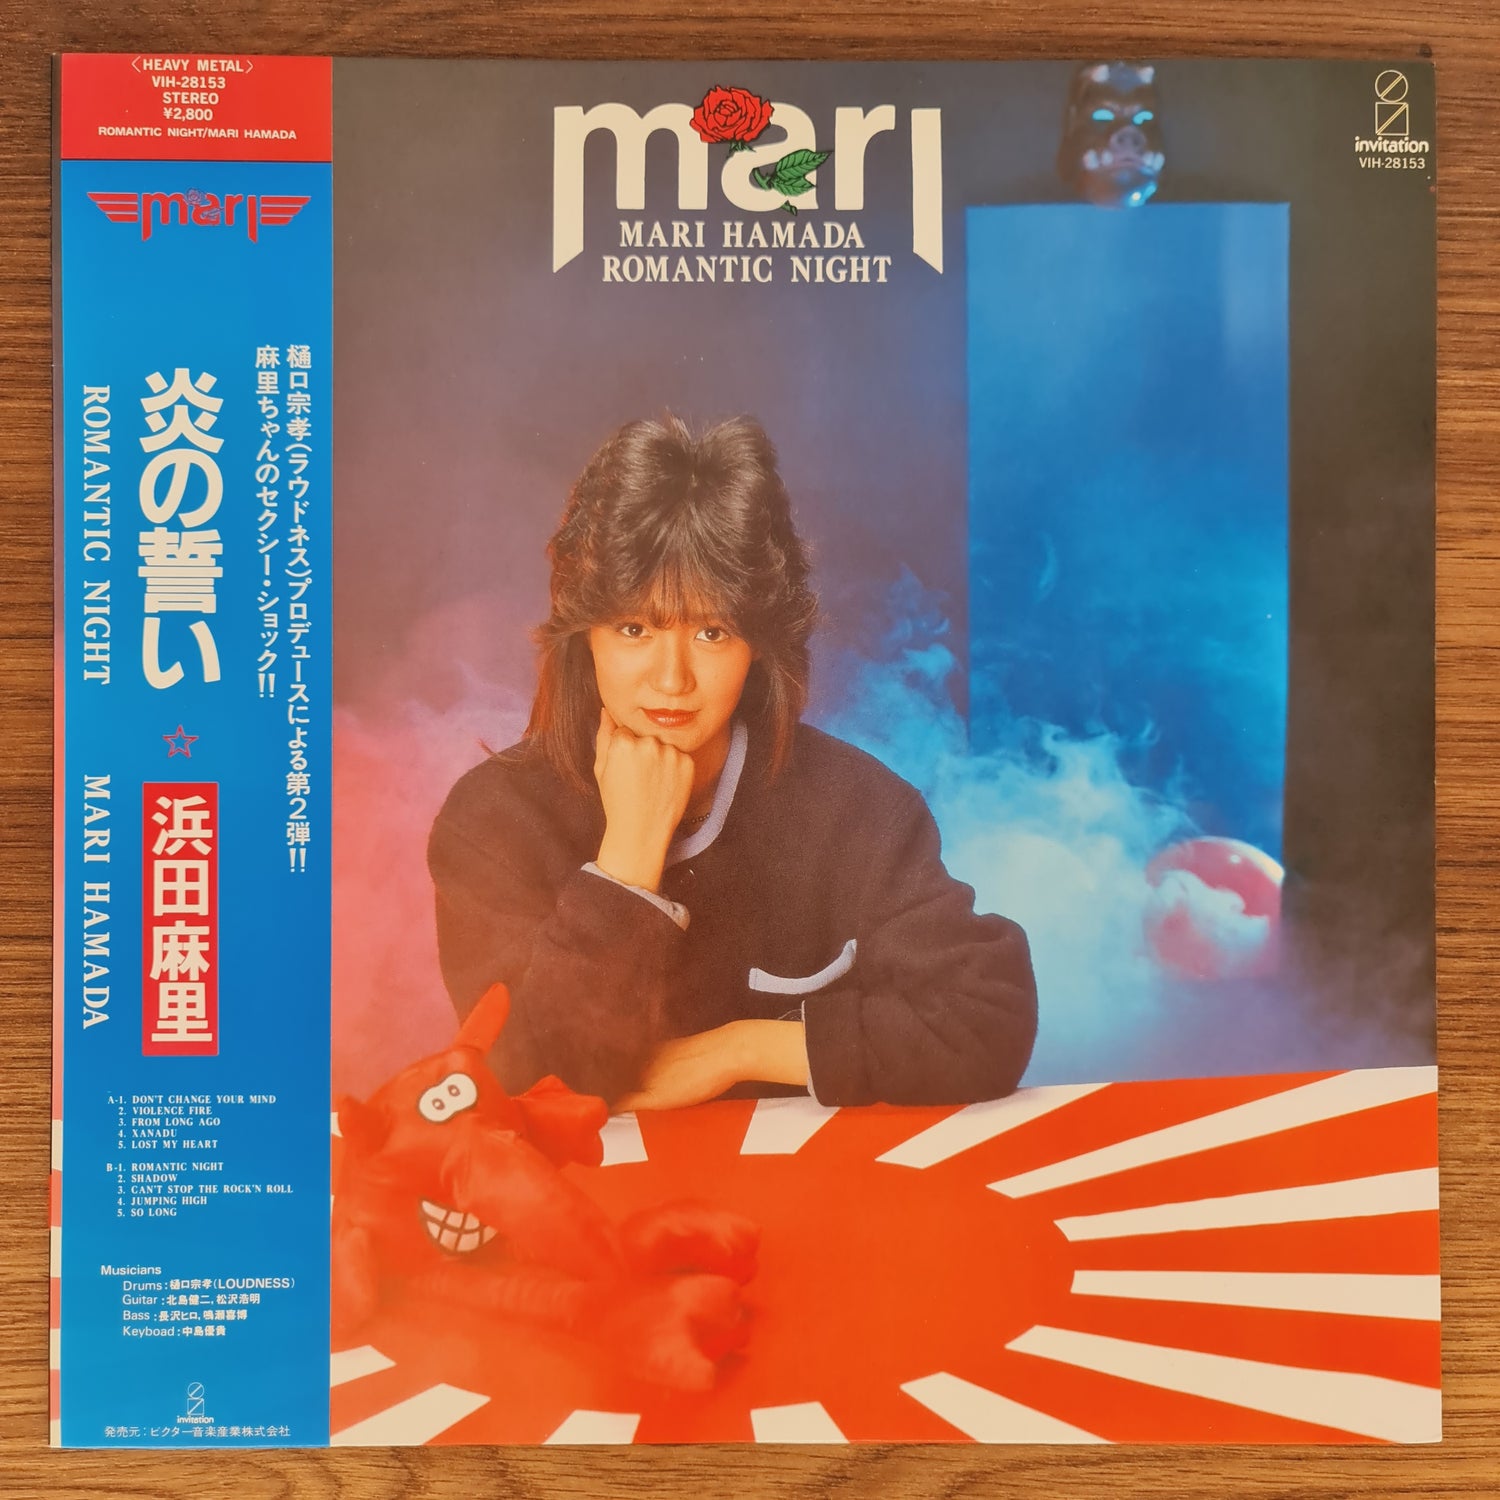 〈HEAVY METAL〉
VIH-28153
STEREO
¥2,800
ROMANTIC NIGHT/MARI HAMADA
mari
樋口宗孝(ラウドネス)プロデュースによる第2弾!!
麻里ちゃんのセクシー・ショック!!
炎の誓い ☆ 浜田麻里
ROMANTIC NIGHT MARI HAMADA
A-1. DON'T CHANGE YOUR MIND
2. VIOLENCE FIRE
3. FROM LONG AGO
4. XANADU
5. LOST MY HEART
B-1. ROMANTIC NIGHT
2. SHADOW
3. CAN'T STOP THE ROCK'N ROLL
4. JUMPING HIGH
5. SO LONG
Musicians
Drums:樋口宗孝(LOUDNESS)
Guitar:北島健二,松沢浩明
Bass:長沢ヒロ,鳴瀬喜博
Keyboad:中島優貴
invitation
発売元:ビクター音楽産業株式会社
mari
MARI HAMADA
ROMANTIC NIGHT
invitation
VIH-28153